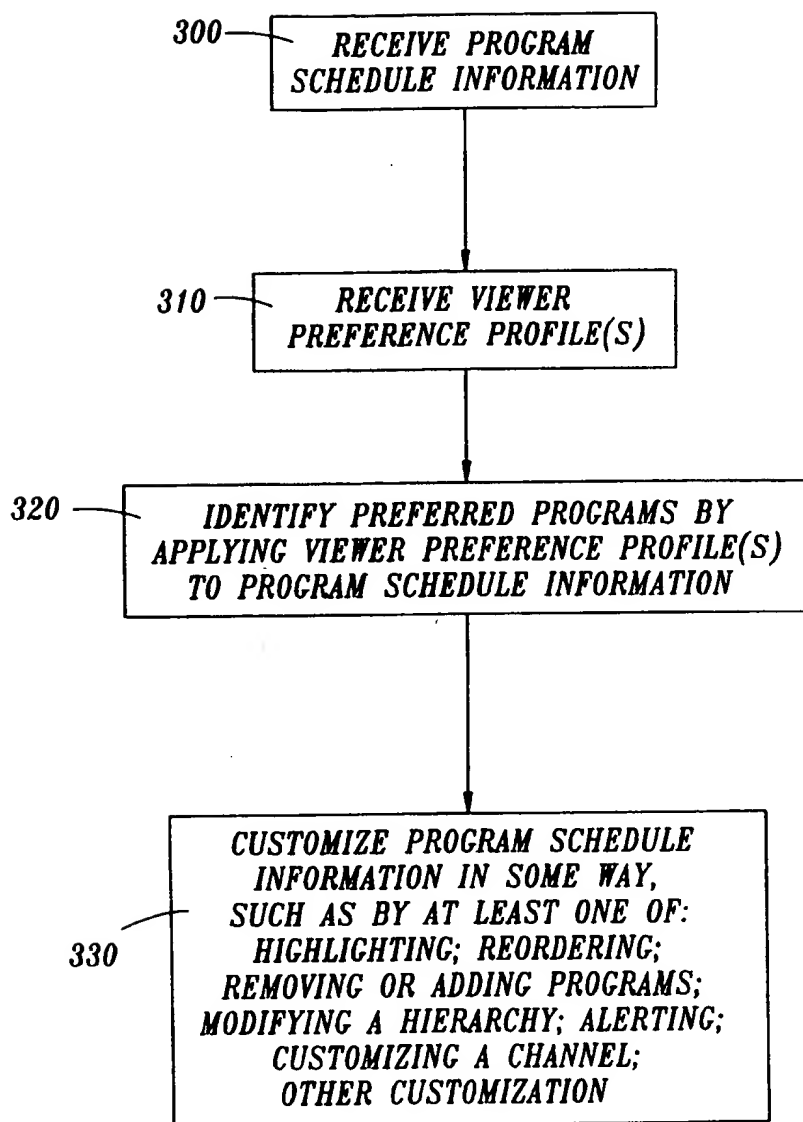 300
RECEIVE PROGRAM
SCHEDULE INFORMATION
310
RECEIVE VIEWER
PREFERENCE PROFILE(S)
320
IDENTIFY PREFERRED PROGRAMS BY
APPLYING VIEWER PREFERENCE PROFILE(S)
TO PROGRAM SCHEDULE INFORMATION
330
CUSTOMIZE PROGRAM SCHEDULE
INFORMATION IN SOME WAY,
SUCH AS BY AT LEAST ONE OF:
HIGHLIGHTING; REORDERING;
REMOVING OR ADDING PROGRAMS;
MODIFYING A HIERARCHY; ALERTING;
CUSTOMIZING A CHANNEL;
OTHER CUSTOMIZATION